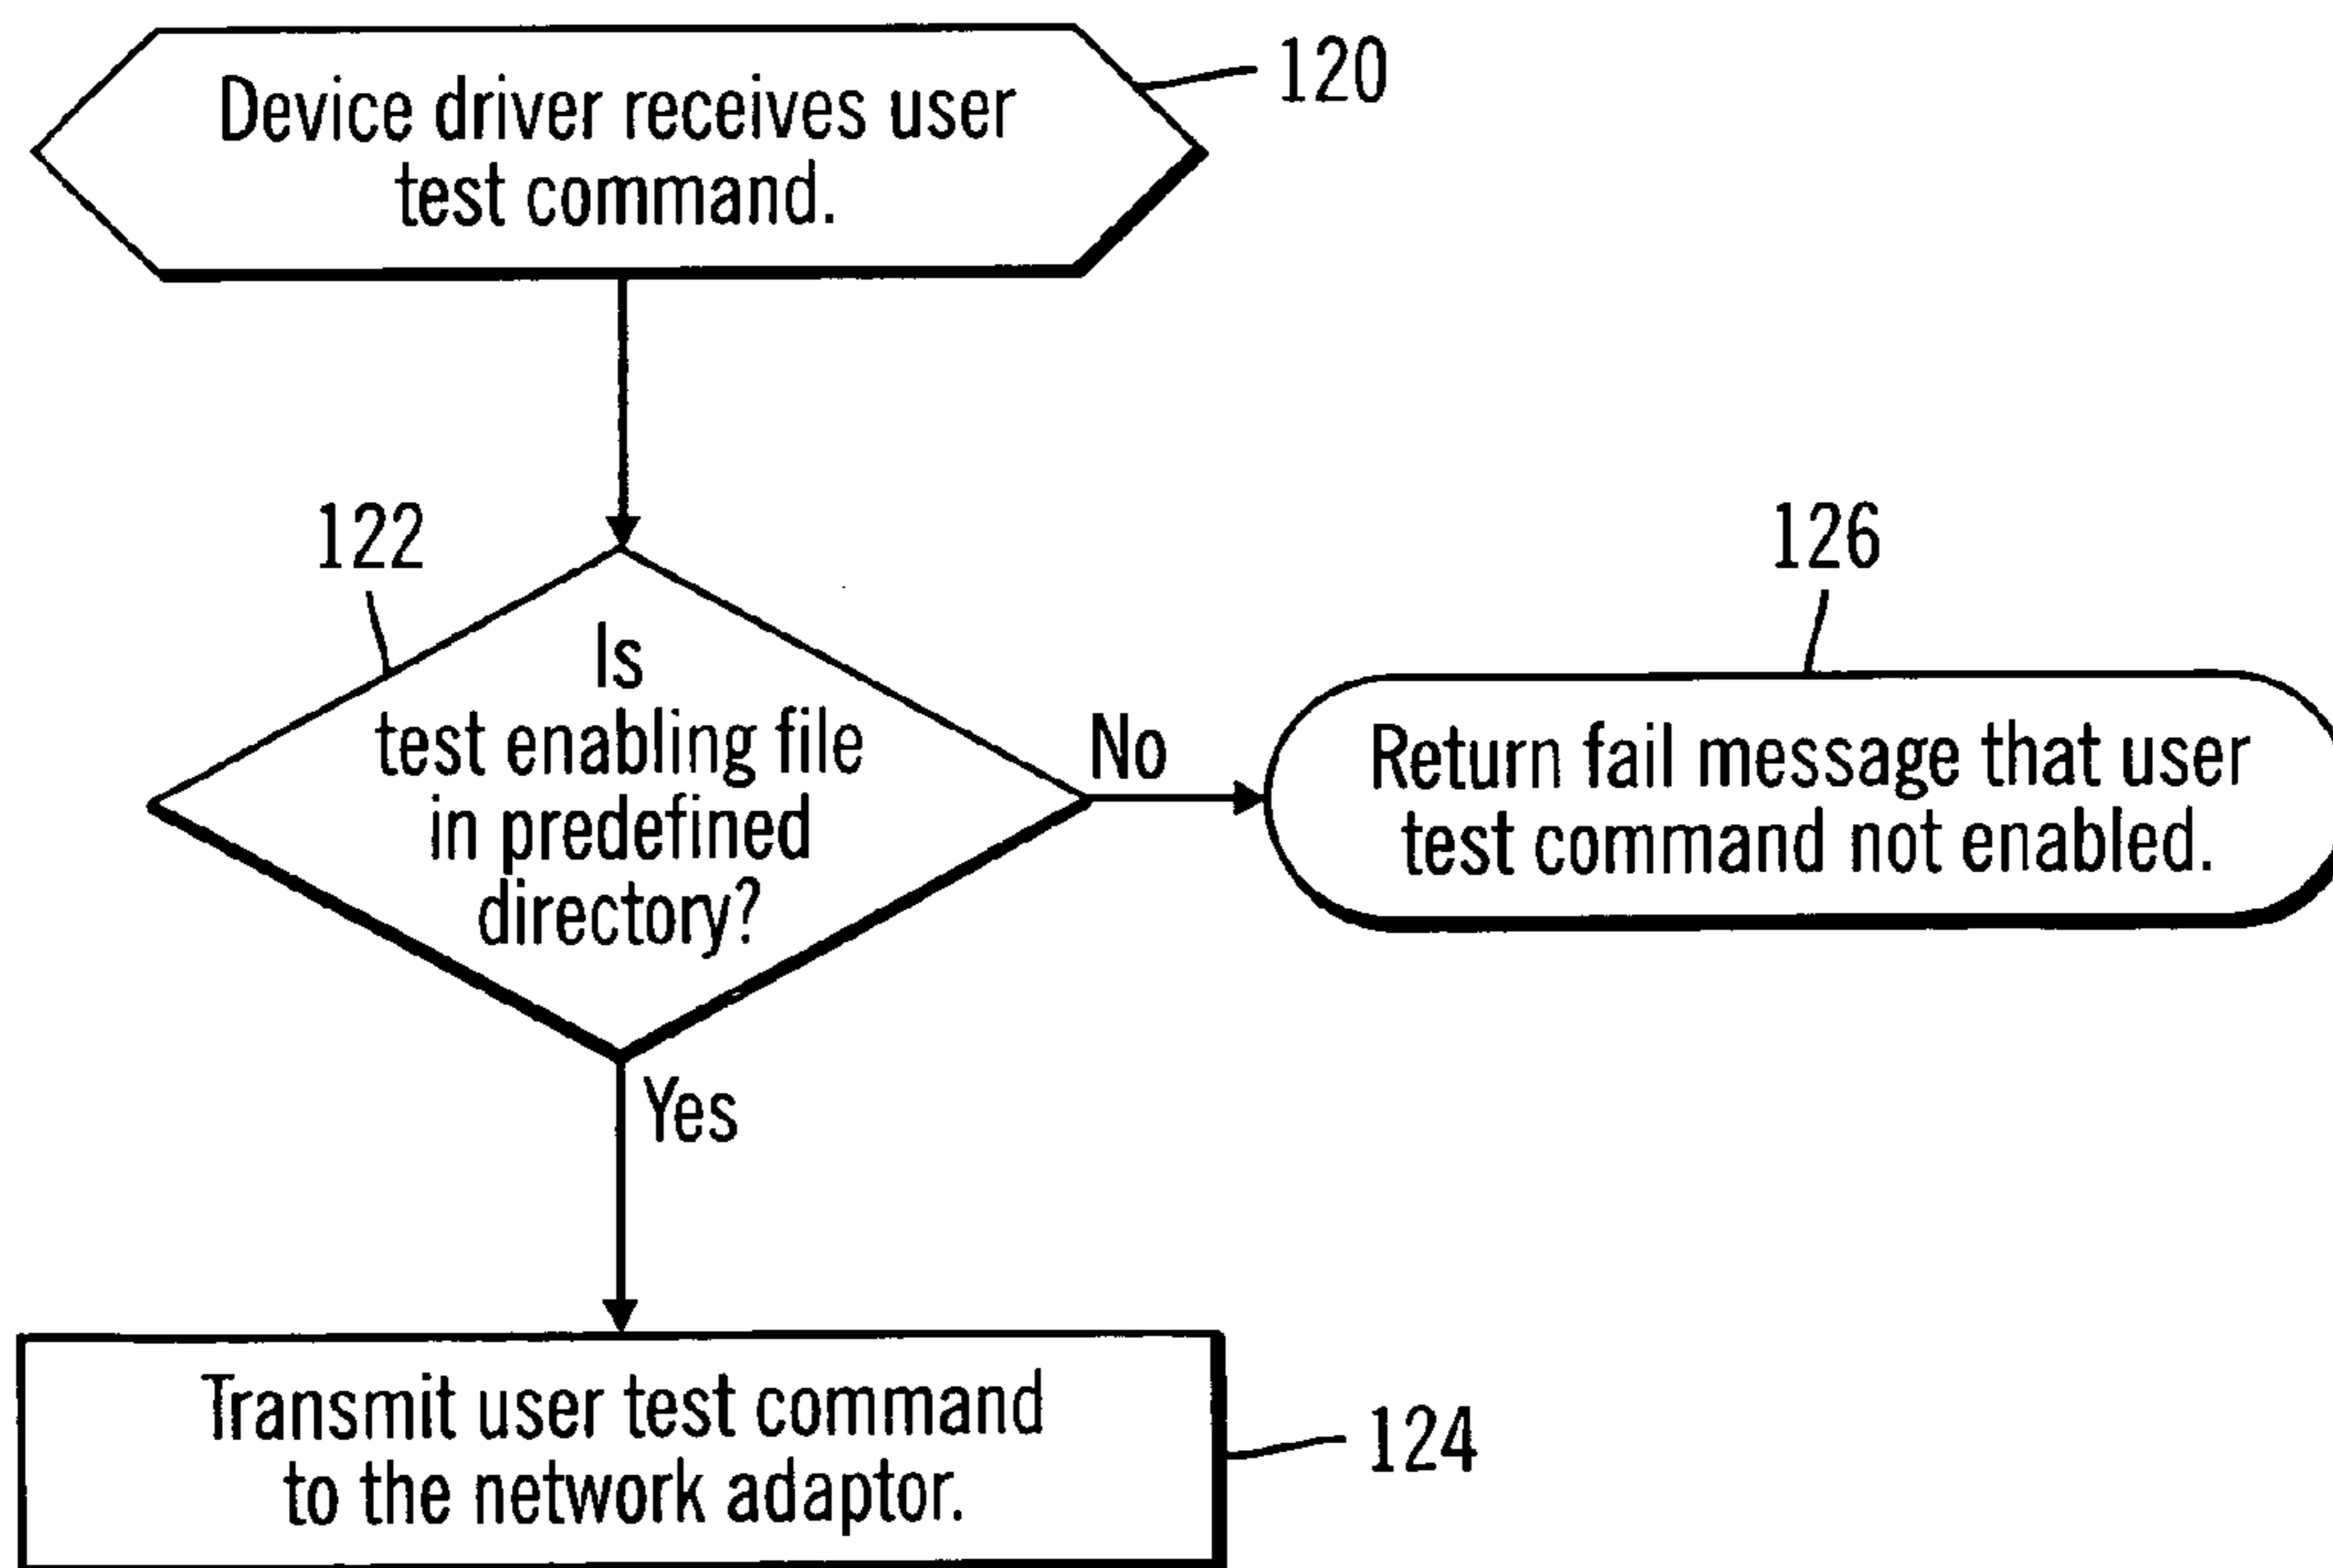 Device driver receives user
test command.
120
122
Is
test enabling file
in predefined
directory?
No
126
Return fail message that user
test command not enabled.
Yes
Transmit user test command
to the network adaptor.
124